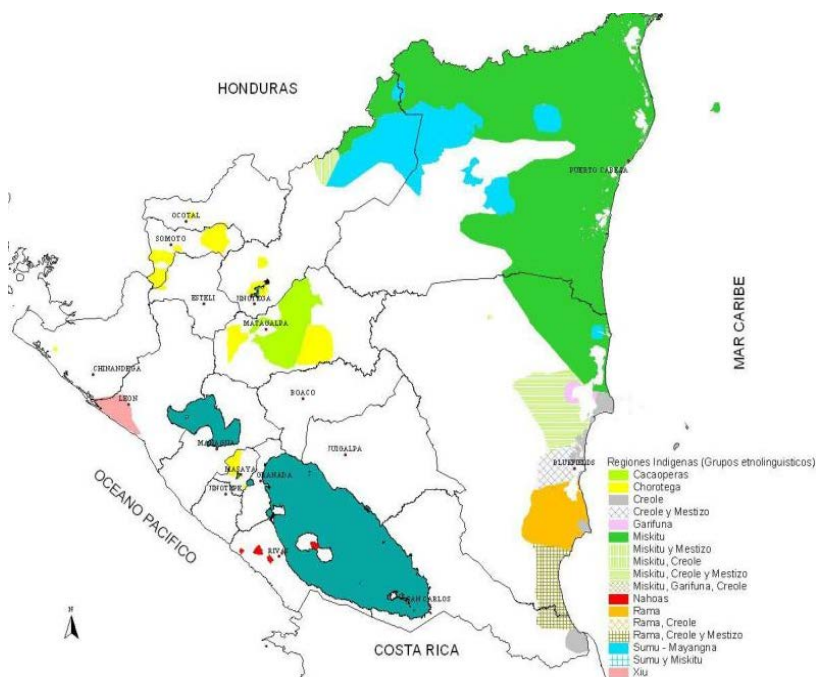 HONDURAS
PUERTO CABEZA
OCOTAL
SOMOTO
ESTELI
JINOTEGA
MATAGALPA
CHINANDEGA
LEON
BOACO
MANAGUA
JUIGALPA
MASAYA
GRANADA
JINOTEPE
RIVAS
SAN CARLOS
BLUEFIELDS
MAR CARIBE
OCEANO PACIFICO
COSTA RICA
N
Regiones Indigenas (Grupos etnolinguisticos)
Cacaoperas
Chorotega
Creole
Creole y Mestizo
Garifuna
Miskitu
Miskitu y Mestizo
Miskitu, Creole
Miskitu, Creole y Mestizo
Miskitu, Garifuna, Creole
Nahoas
Rama
Rama, Creole
Rama, Creole y Mestizo
Sumu - Mayangna
Sumu y Miskitu
Xiu